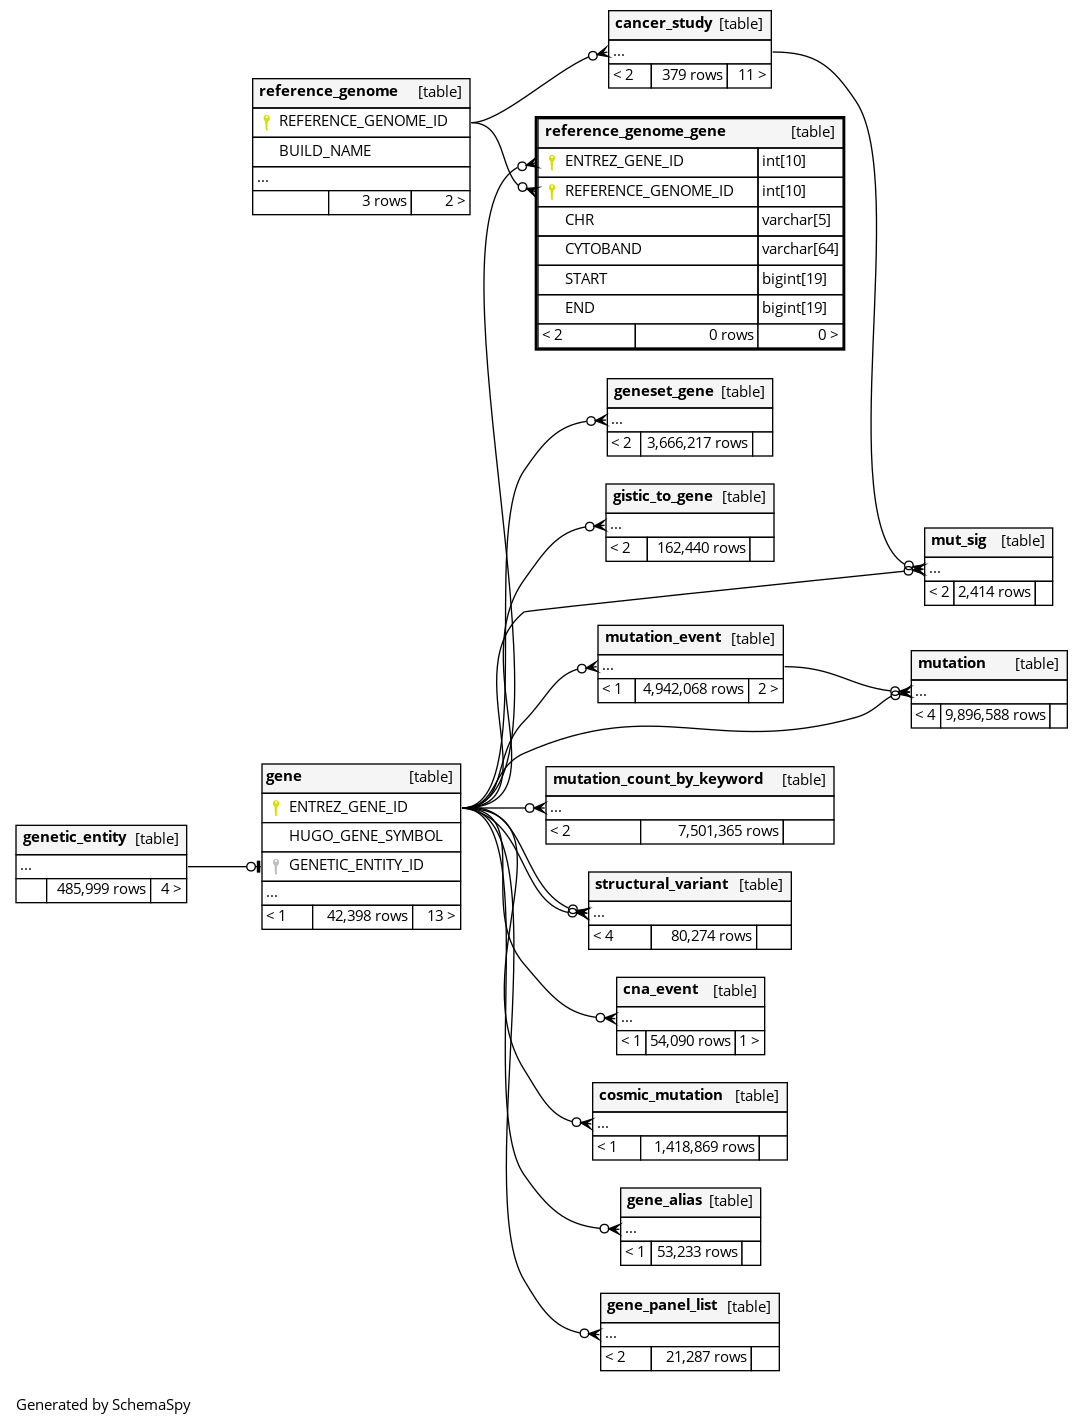 cancer_study [table]
...
< 2 379 rows 11 >
reference_genome [table]
REFERENCE_GENOME_ID
BUILD_NAME
...
3 rows 2 >
reference_genome_gene [table]
ENTREZ_GENE_ID int[10]
REFERENCE_GENOME_ID int[10]
CHR varchar[5]
CYTOBAND varchar[64]
START bigint[19]
END bigint[19]
< 2 0 rows 0 >
geneset_gene [table]
...
< 2 3,666,217 rows
gistic_to_gene [table]
...
< 2 162,440 rows
mut_sig [table]
...
< 2 2,414 rows
mutation_event [table]
...
< 1 4,942,068 rows 2 >
mutation [table]
...
< 4 9,896,588 rows
gene [table]
ENTREZ_GENE_ID
HUGO_GENE_SYMBOL
GENETIC_ENTITY_ID
...
< 1 42,398 rows 13 >
mutation_count_by_keyword [table]
...
< 2 7,501,365 rows
genetic_entity [table]
...
485,999 rows 4 >
structural_variant [table]
...
< 4 80,274 rows
cna_event [table]
...
< 1 54,090 rows 1 >
cosmic_mutation [table]
...
< 1 1,418,869 rows
gene_alias [table]
...
< 1 53,233 rows
gene_panel_list [table]
...
< 2 21,287 rows
Generated by SchemaSpy